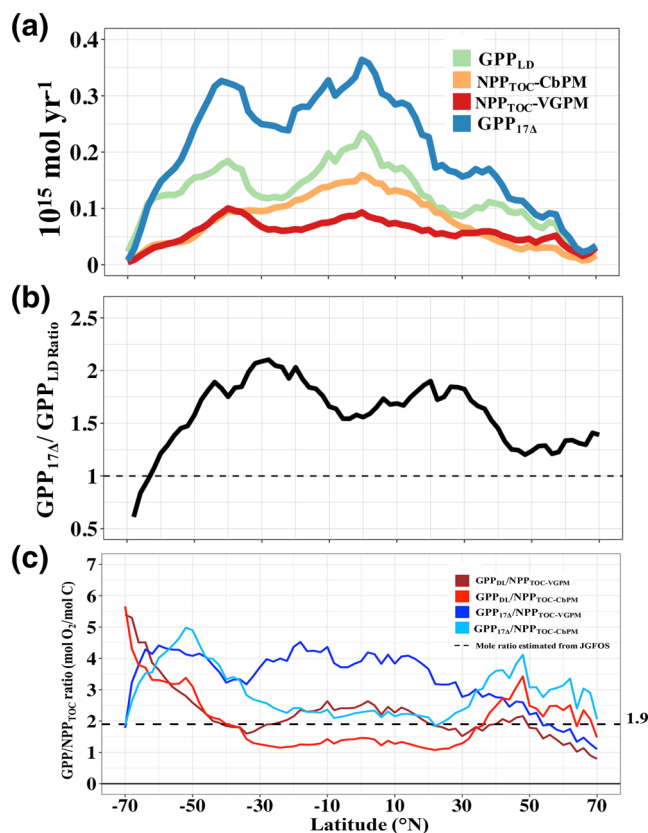 (a)
10¹⁵ mol yr⁻¹
0.4
0.3
0.2
0.1
0
GPP_LD
NPP_TOC-CbPM
NPP_TOC-VGPM
GPP_17Δ
(b)
GPP_17Δ/ GPP_LD Ratio
2.5
2
1.5
1
0.5
(c)
GPP/NPP_TOC ratio (mol O₂/mol C)
7
6
5
4
3
2
1
0
GPP_DL/NPP_TOC-VGPM
GPP_DL/NPP_TOC-CbPM
GPP_17Δ/NPP_TOC-VGPM
GPP_17Δ/NPP_TOC-CbPM
Mole ratio estimated from JGFOS
1.9
-70 -50 -30 -10 10 30 50 70
Latitude (°N)